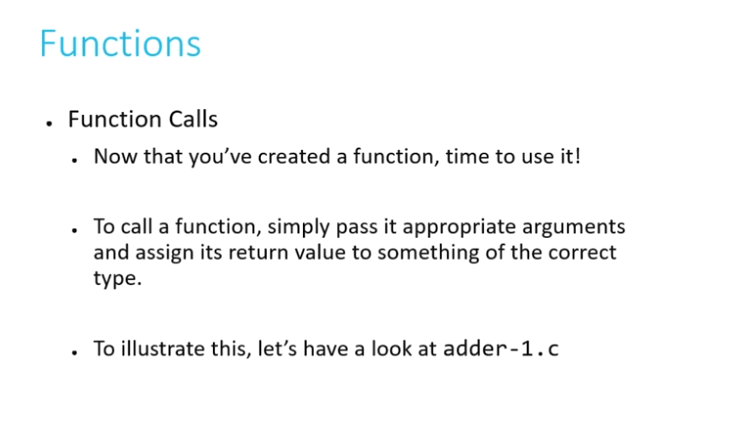 Functions
• Function Calls
• Now that you’ve created a function, time to use it!
• To call a function, simply pass it appropriate arguments
and assign its return value to something of the correct
type.
• To illustrate this, let’s have a look at adder-1.c